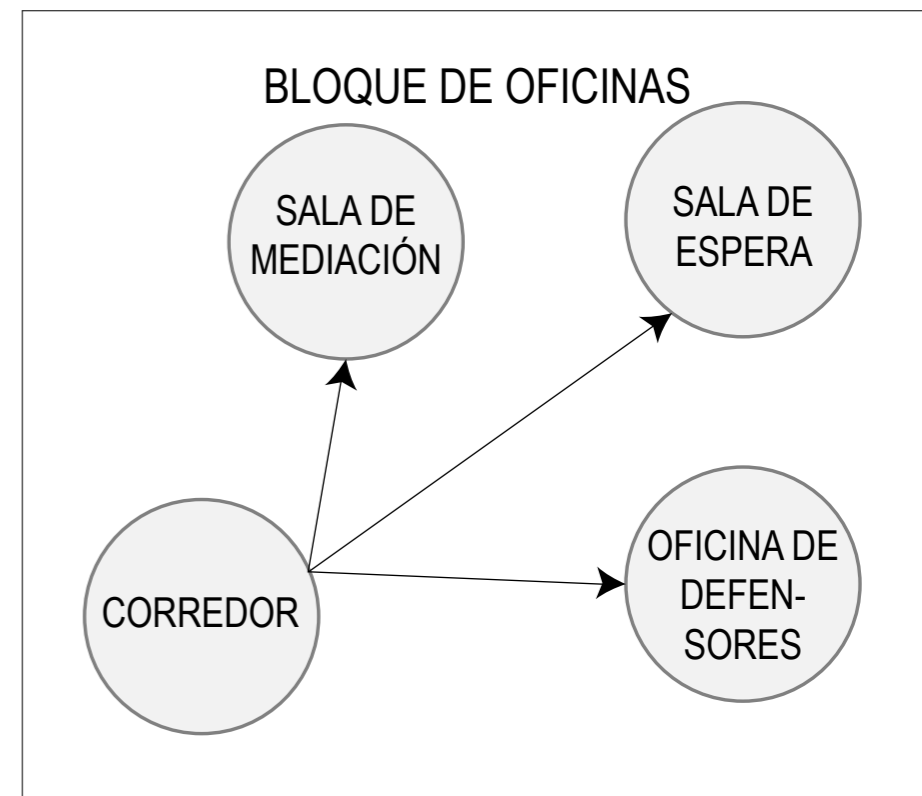 BLOQUE DE OFICINAS
SALA DE
MEDIACIÓN
SALA DE
ESPERA
CORREDOR
OFICINA DE
DEFEN-
SORES